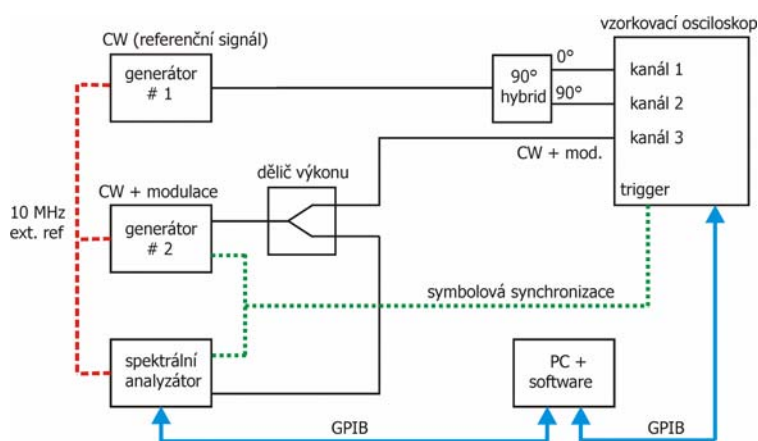 CW (referenční signál)
generátor
# 1
90°
hybrid
0°
90°
vzorkovací osciloskop
kanál 1
kanál 2
kanál 3
trigger
CW + mod.
dělič výkonu
CW + modulace
generátor
# 2
10 MHz
ext. ref
symbolová synchronizace
spektrální
analyzátor
PC +
software
GPIB
GPIB